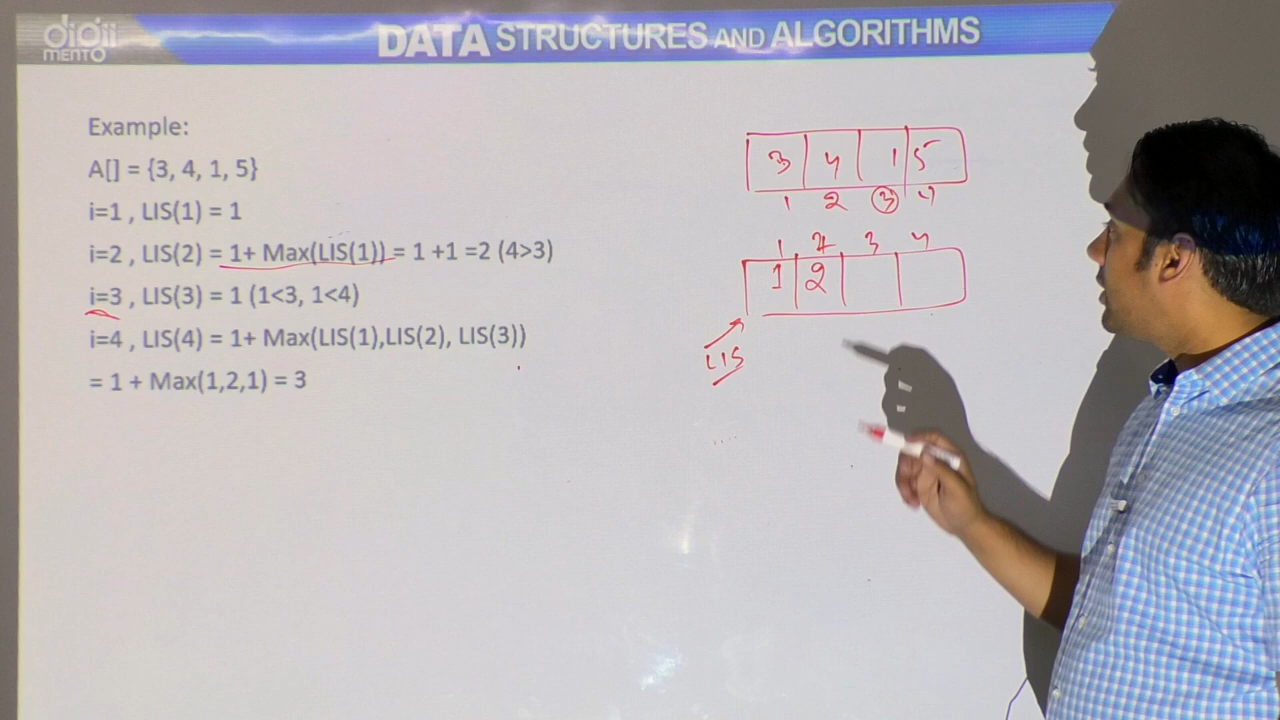 digii
MENTO
DATA STRUCTURES AND ALGORITHMS
Example:
A[] = {3, 4, 1, 5}
i=1 , LIS(1) = 1
i=2 , LIS(2) = 1+ Max(LIS(1)) = 1 +1 =2 (4>3)
i=3 , LIS(3) = 1 (1<3, 1<4)
i=4 , LIS(4) = 1+ Max(LIS(1),LIS(2), LIS(3))
= 1 + Max(1,2,1) = 3
3 4 1 5
1 2 3 4
1 2 3 4
1 2
LIS